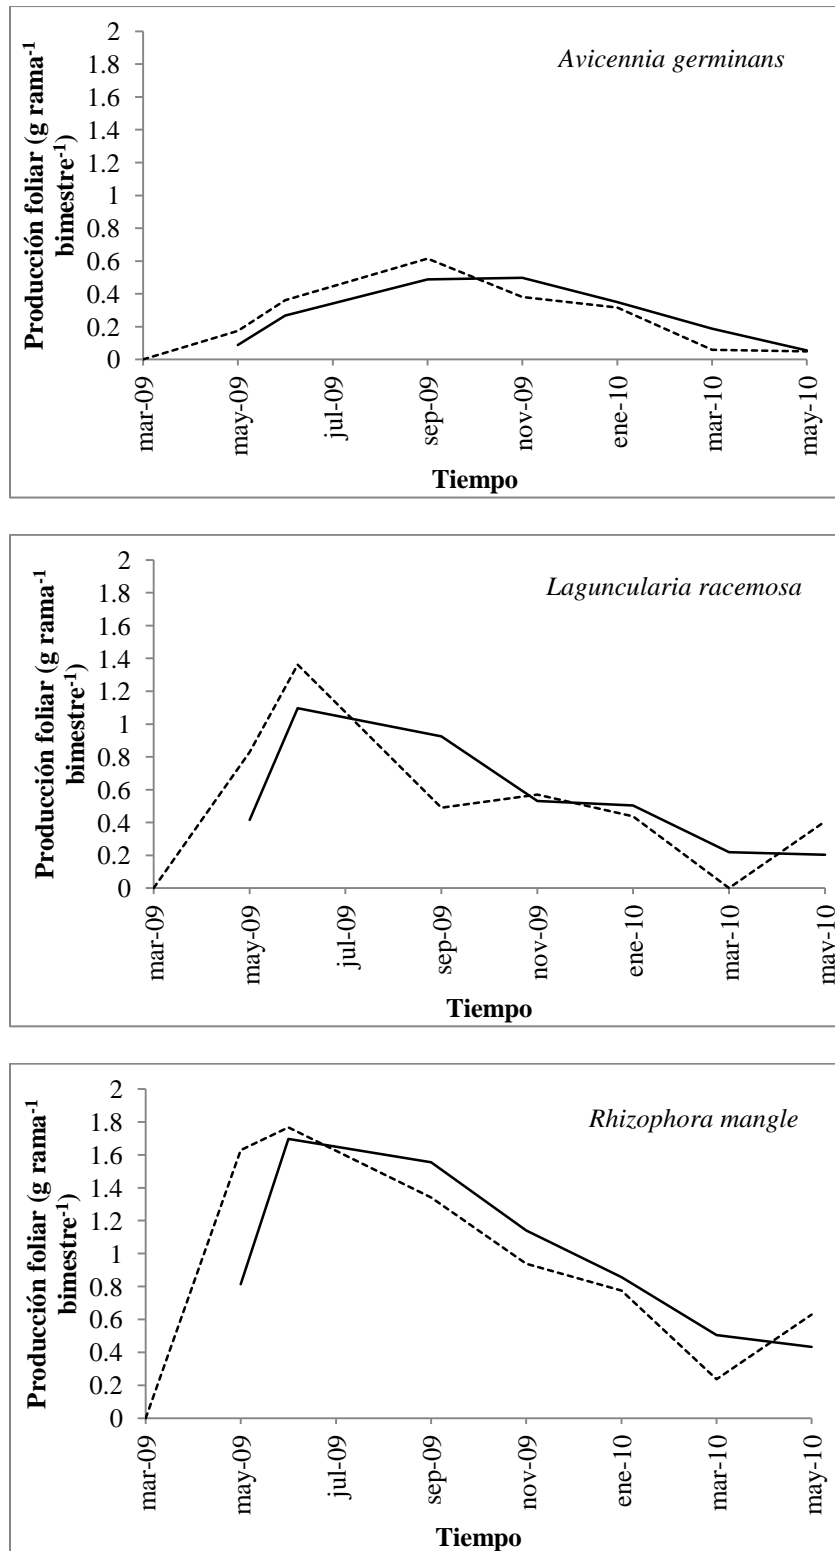 Avicennia germinans
Producción foliar (g rama-1
bimestre-1)
2
1.8
1.6
1.4
1.2
1
0.8
0.6
0.4
0.2
0
mar-09
may-09
jul-09
sep-09
nov-09
ene-10
mar-10
may-10
Tiempo
Laguncularia racemosa
Producción foliar (g rama-1
bimestre-1)
2
1.8
1.6
1.4
1.2
1
0.8
0.6
0.4
0.2
0
mar-09
may-09
jul-09
sep-09
nov-09
ene-10
mar-10
may-10
Tiempo
Rhizophora mangle
Producción foliar (g rama-1
bimestre-1)
2
1.8
1.6
1.4
1.2
1
0.8
0.6
0.4
0.2
0
mar-09
may-09
jul-09
sep-09
nov-09
ene-10
mar-10
may-10
Tiempo